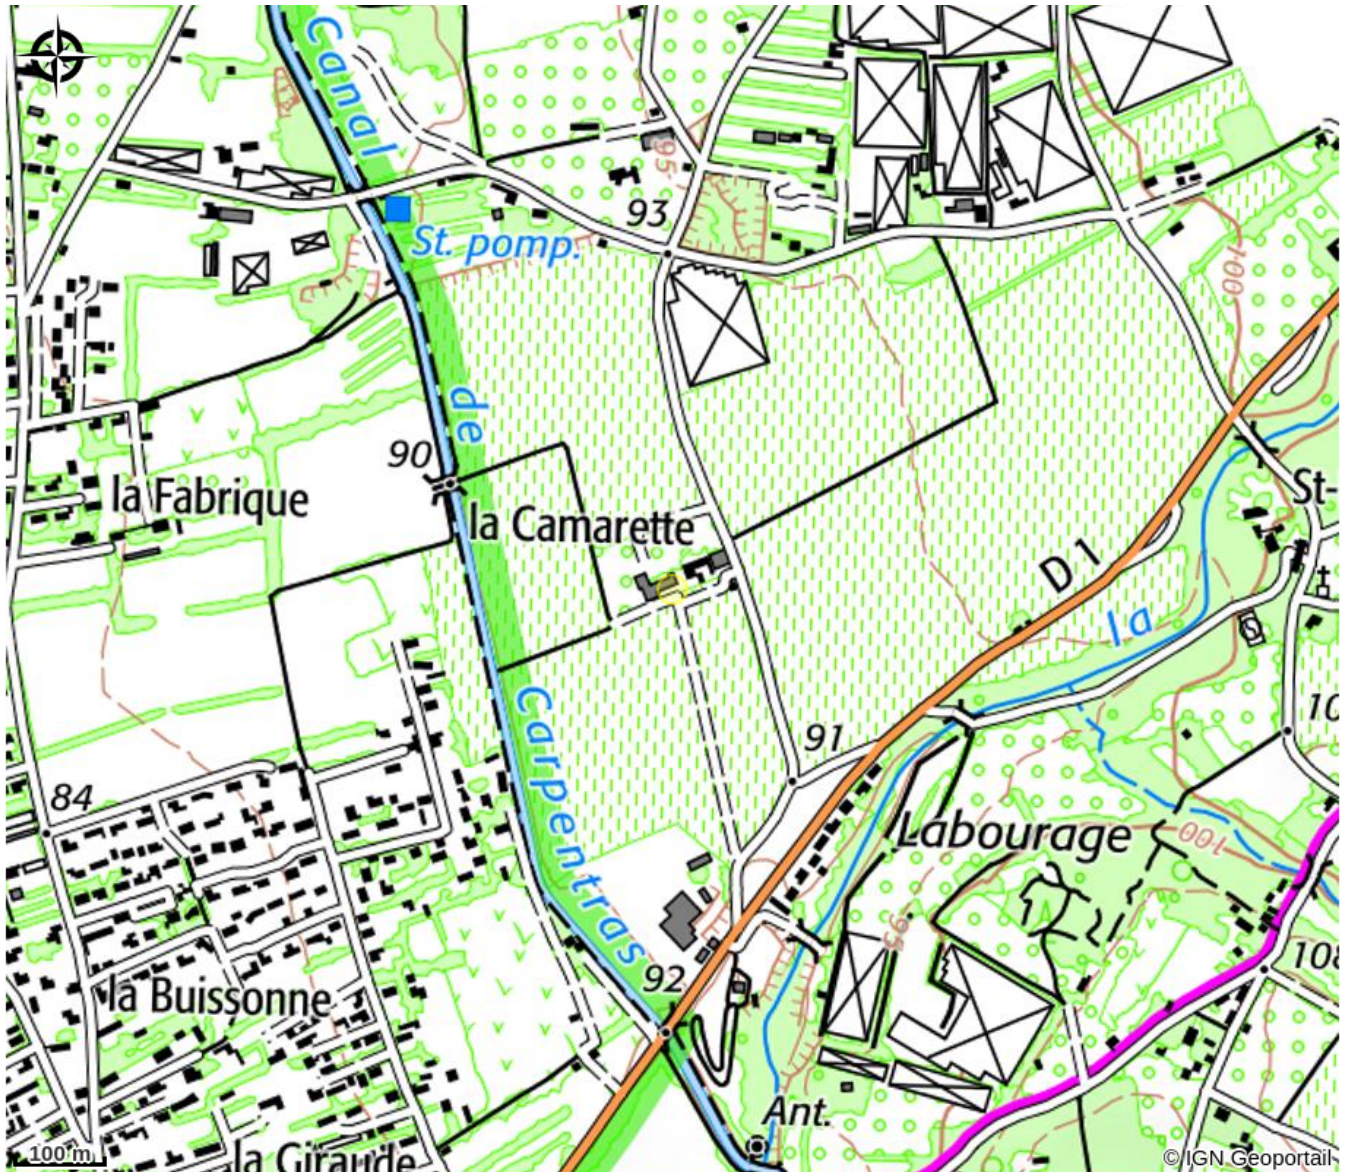 Canal
95
93
St. pomp.
100
de
90
la Fabrique
la Camarette
St-
D 1
la
Carpentras
91
10
84
Labourage
100
95
92
108
la Buissonne
Ant.
la Giraude
100 m
© IGN Geoportail